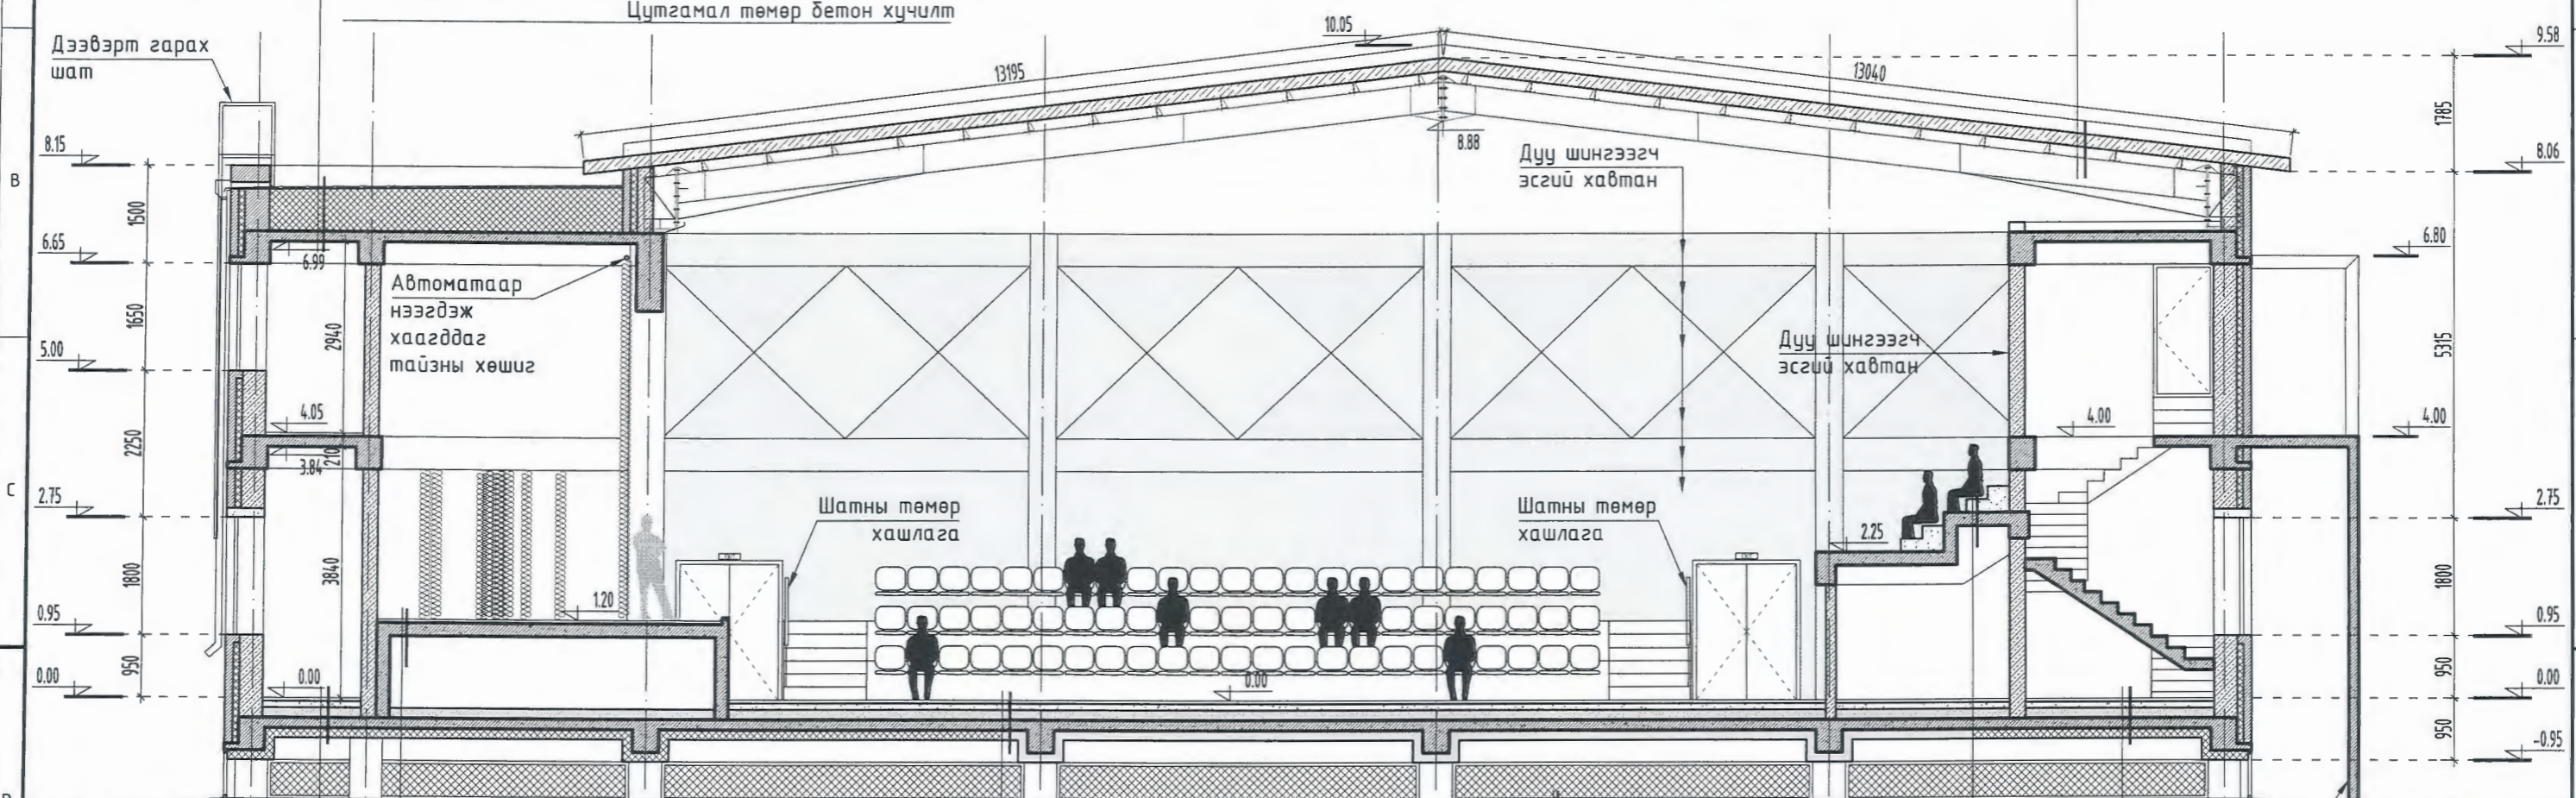 Цутгамал төмөр бетон хучилт
Дээвэрт гарах
шат
10.05
9.58
13195
13040
1785
8.15
8.88
Дуу шингээгч
эсгий хавтан
8.06
B
1500
6.65
6.99
6.80
Автоматаар
нээгдэж
хаагддаг
тайзны хөшиг
1650
2940
5.00
Дуу шингээгч
эсгий хавтан
5315
4.05
4.00
4.00
2250
210
3.84
C
2.75
Шатны төмөр
хашлага
Шатны төмөр
хашлага
2.75
2.25
1800
3840
1800
1.20
0.95
0.95
950
950
0.00
0.00
0.00
0.00
950
-0.95